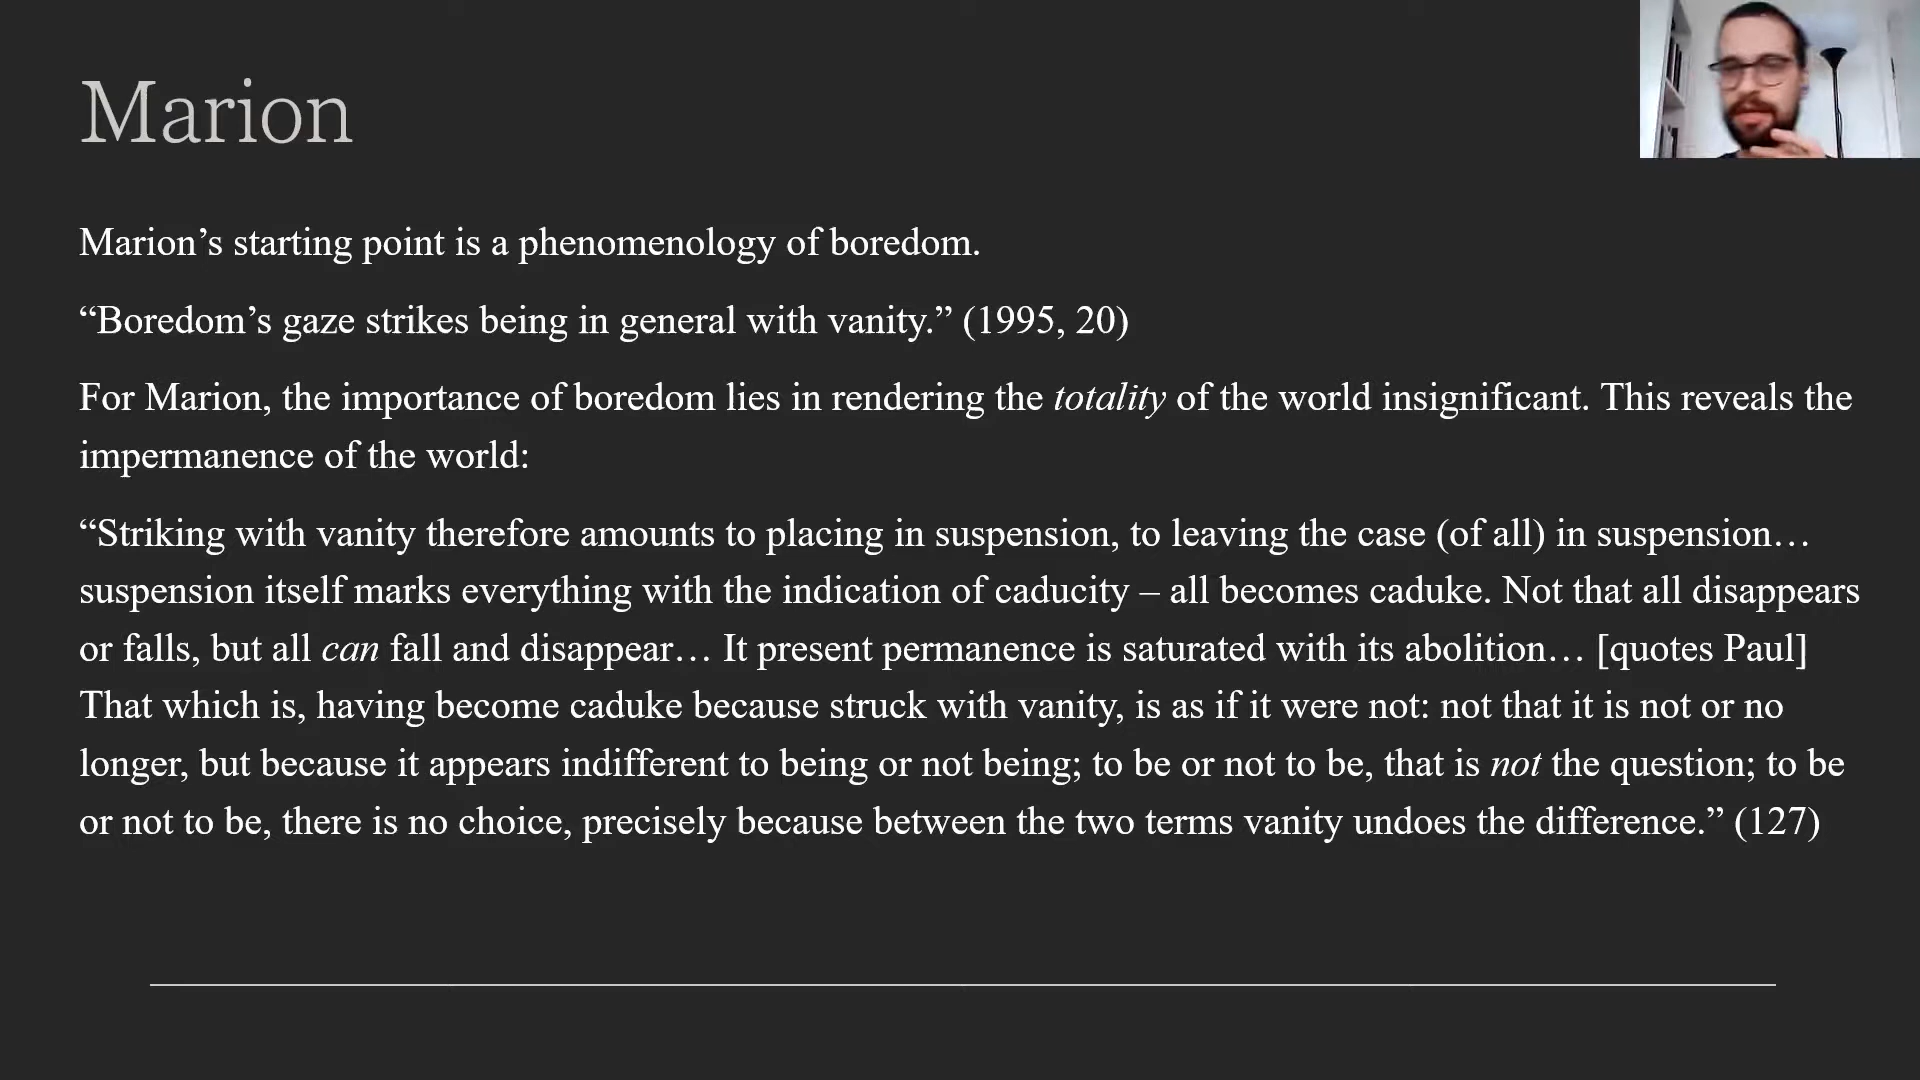 Marion
Marion’s starting point is a phenomenology of boredom.
“Boredom’s gaze strikes being in general with vanity.” (1995, 20)
For Marion, the importance of boredom lies in rendering the totality of the world insignificant. This reveals the
impermanence of the world:
“Striking with vanity therefore amounts to placing in suspension, to leaving the case (of all) in suspension…
suspension itself marks everything with the indication of caducity – all becomes caduke. Not that all disappears
or falls, but all can fall and disappear… It present permanence is saturated with its abolition… [quotes Paul]
That which is, having become caduke because struck with vanity, is as if it were not: not that it is not or no
longer, but because it appears indifferent to being or not being; to be or not to be, that is not the question; to be
or not to be, there is no choice, precisely because between the two terms vanity undoes the difference.” (127)